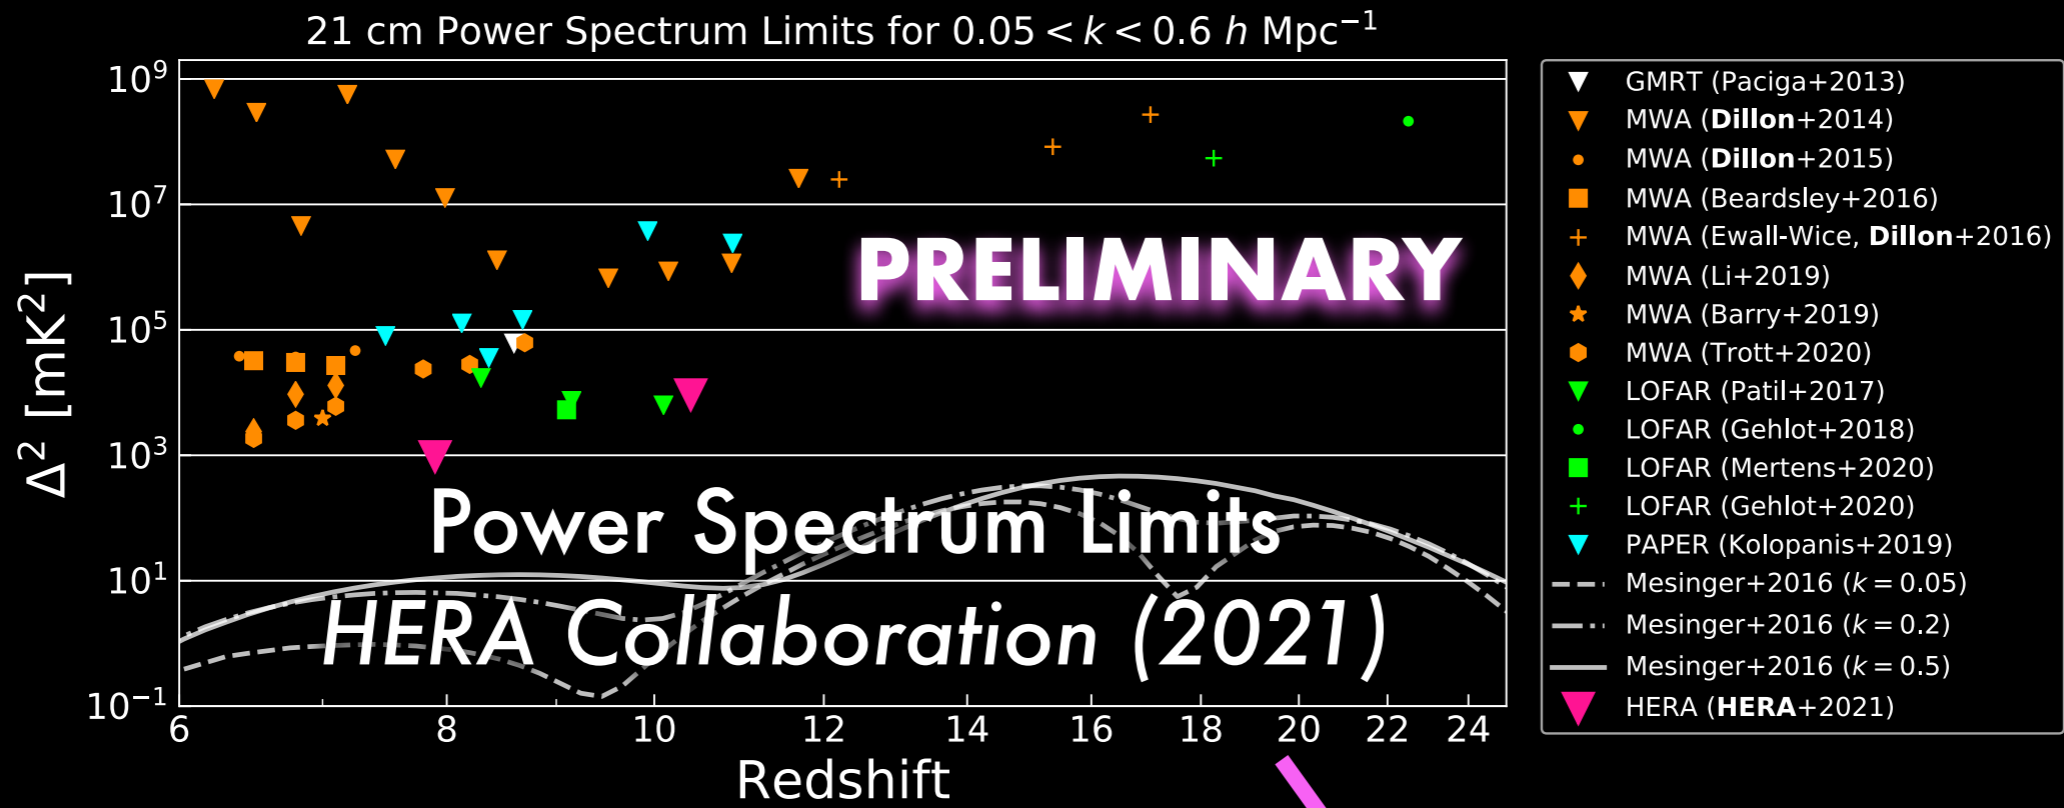 21 cm Power Spectrum Limits for 0.05 < k < 0.6 h Mpc⁻¹
Δ² [mK²]
10⁹
10⁷
10⁵
10³
10¹
10⁻¹
PRELIMINARY
Power Spectrum Limits
HERA Collaboration (2021)
6 8 10 12 14 16 18 20 22 24
Redshift
GMRT (Paciga+2013)
MWA (Dillon+2014)
MWA (Dillon+2015)
MWA (Beardsley+2016)
MWA (Ewall-Wice, Dillon+2016)
MWA (Li+2019)
MWA (Barry+2019)
MWA (Trott+2020)
LOFAR (Patil+2017)
LOFAR (Gehlot+2018)
LOFAR (Mertens+2020)
LOFAR (Gehlot+2020)
PAPER (Kolopanis+2019)
Mesinger+2016 (k = 0.05)
Mesinger+2016 (k = 0.2)
Mesinger+2016 (k = 0.5)
HERA (HERA+2021)